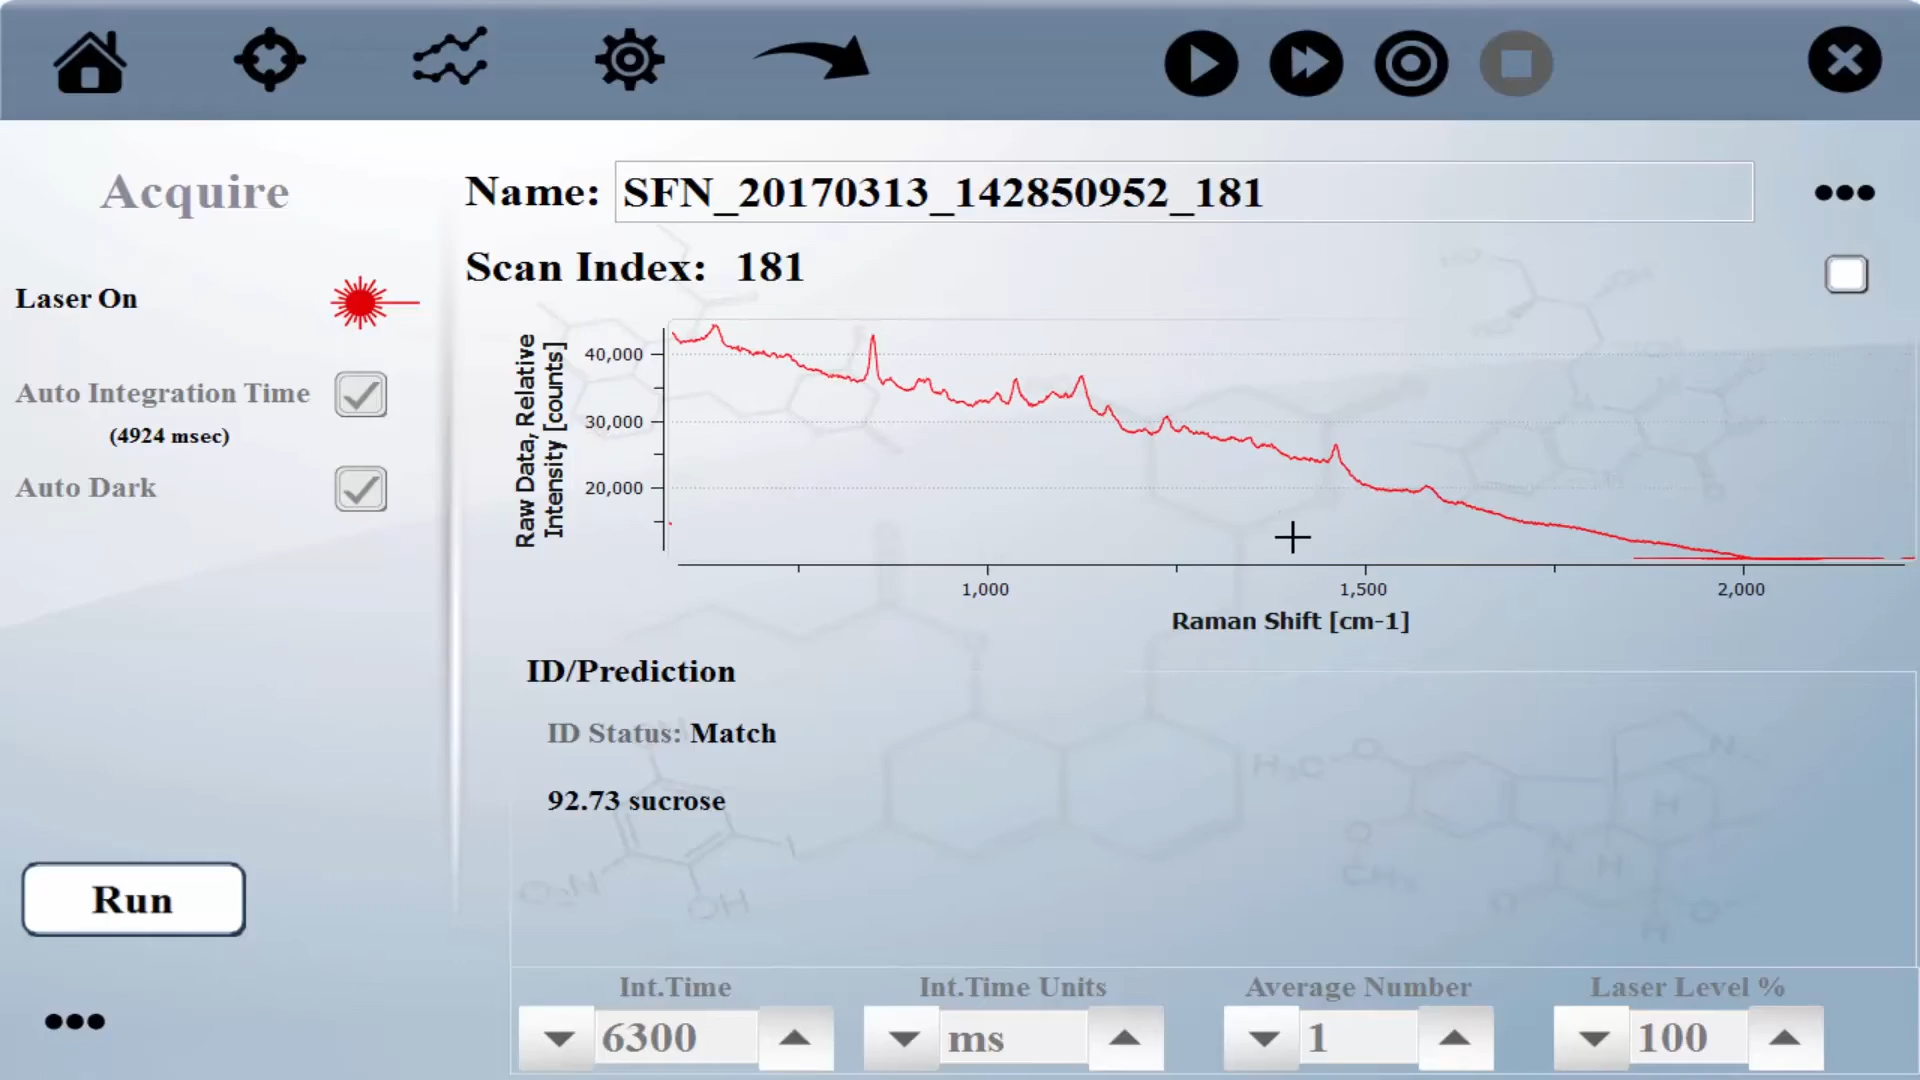 Acquire
Name: SFN_20170313_142850952_181
Scan Index: 181
Laser On
Auto Integration Time
(4924 msec)
Auto Dark
Raw Data, Relative
Intensity [counts]
40,000
30,000
20,000
1,000
1,500
2,000
Raman Shift [cm-1]
ID/Prediction
ID Status: Match
92.73 sucrose
Run
Int.Time
Int.Time Units
Average Number
Laser Level %
6300
ms
1
100